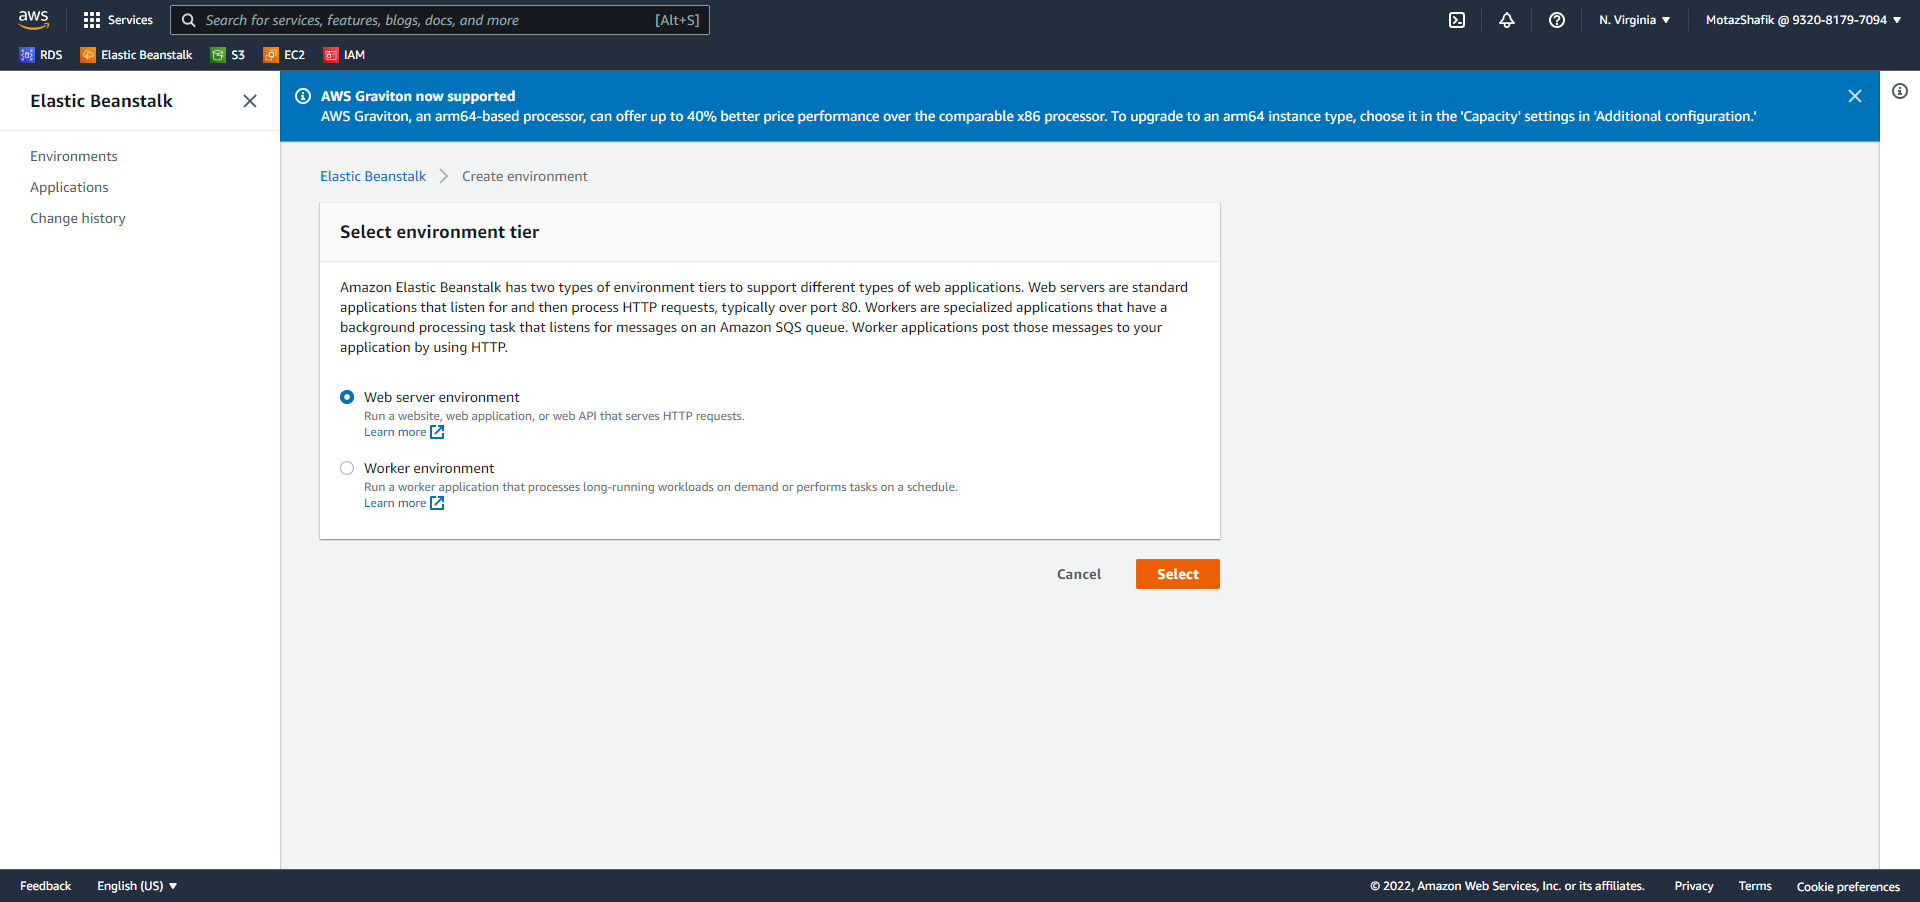 aws
Services
Search for services, features, blogs, docs, and more
[Alt+S]
N. Virginia
MotazShafik @ 9320-8179-7094
RDS
Elastic Beanstalk
S3
EC2
IAM
Elastic Beanstalk
Environments
Applications
Change history
AWS Graviton now supported
AWS Graviton, an arm64-based processor, can offer up to 40% better price performance over the comparable x86 processor. To upgrade to an arm64 instance type, choose it in the 'Capacity' settings in 'Additional configuration.'
Elastic Beanstalk
Create environment
Select environment tier
Amazon Elastic Beanstalk has two types of environment tiers to support different types of web applications. Web servers are standard
applications that listen for and then process HTTP requests, typically over port 80. Workers are specialized applications that have a
background processing task that listens for messages on an Amazon SQS queue. Worker applications post those messages to your
application by using HTTP.
Web server environment
Run a website, web application, or web API that serves HTTP requests.
Learn more
Worker environment
Run a worker application that processes long-running workloads on demand or performs tasks on a schedule.
Learn more
Cancel
Select
Feedback
English (US)
© 2022, Amazon Web Services, Inc. or its affiliates.
Privacy
Terms
Cookie preferences